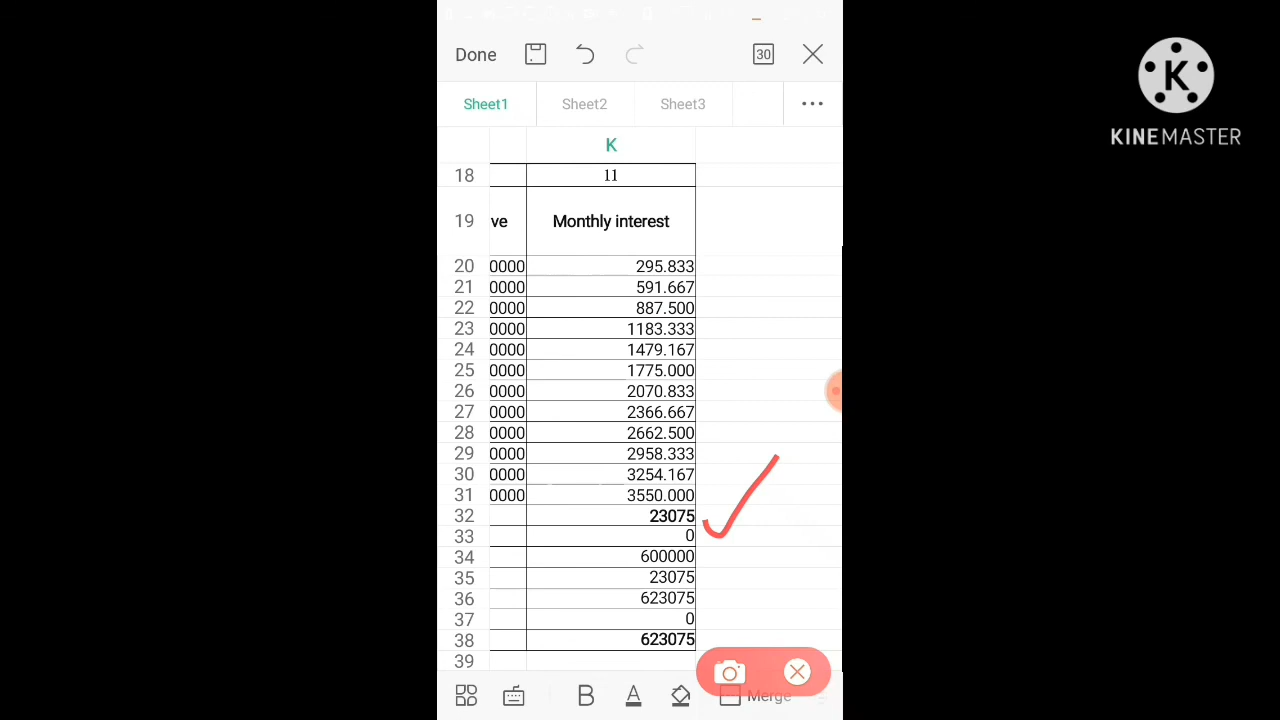 Done 30
Sheet1 Sheet2 Sheet3
K
18 11
19 ve Monthly interest
20 0000 295.833
21 0000 591.667
22 0000 887.500
23 0000 1183.333
24 0000 1479.167
25 0000 1775.000
26 0000 2070.833
27 0000 2366.667
28 0000 2662.500
29 0000 2958.333
30 0000 3254.167
31 0000 3550.000
32 23075
33 0
34 600000
35 23075
36 623075
37 0
38 623075
39
B A Merge
K
KINEMASTER